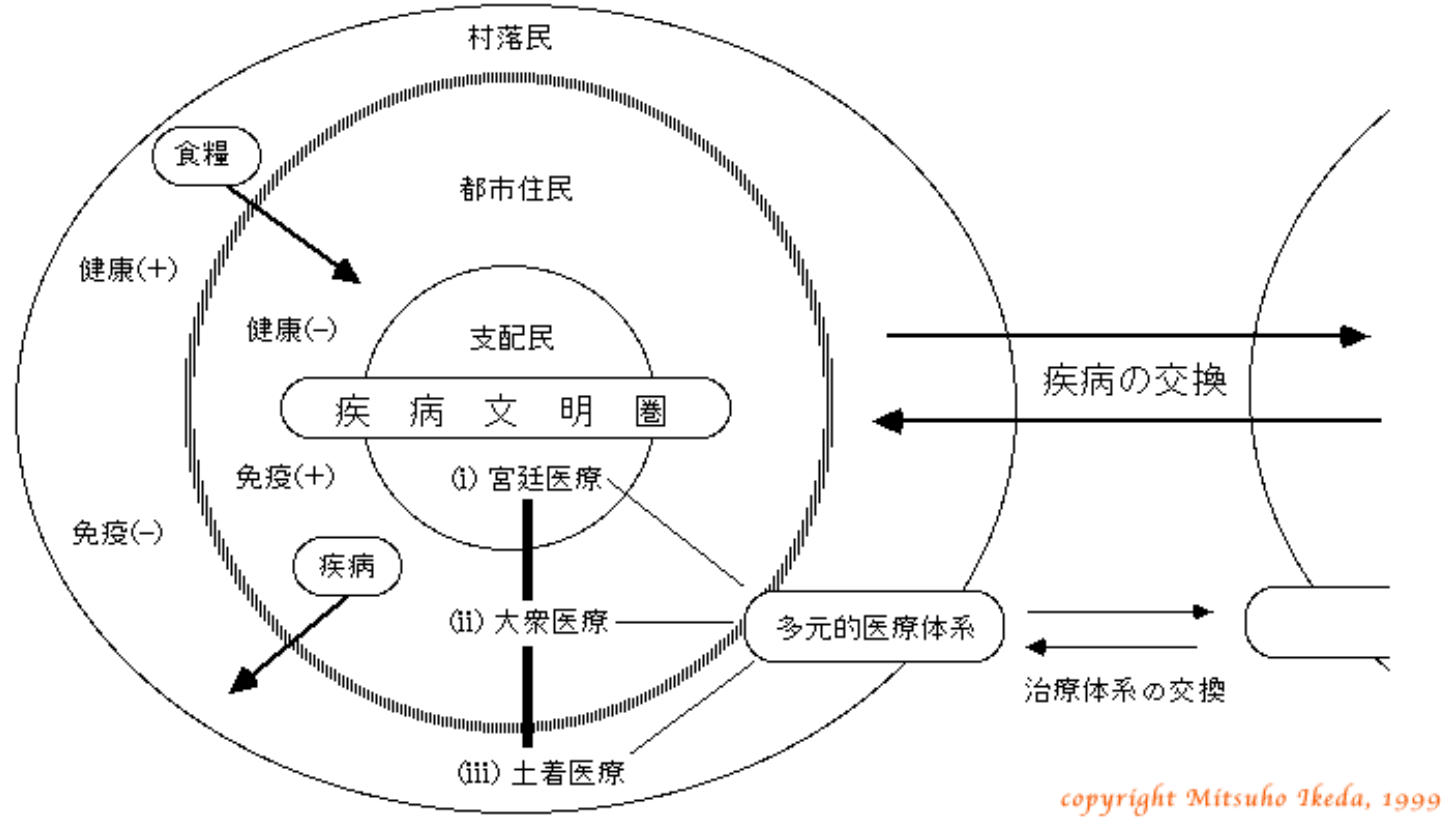 村落民
食糧
都市住民
健康(+)
健康(−)
支配民
疾病の交換
疾 病 文 明 圏
(i) 宮廷医療
免疫(+)
免疫(−)
疾病
(ii) 大衆医療
多元的医療体系
治療体系の交換
(iii) 土着医療
copyright Mitsuho Ikeda, 1999